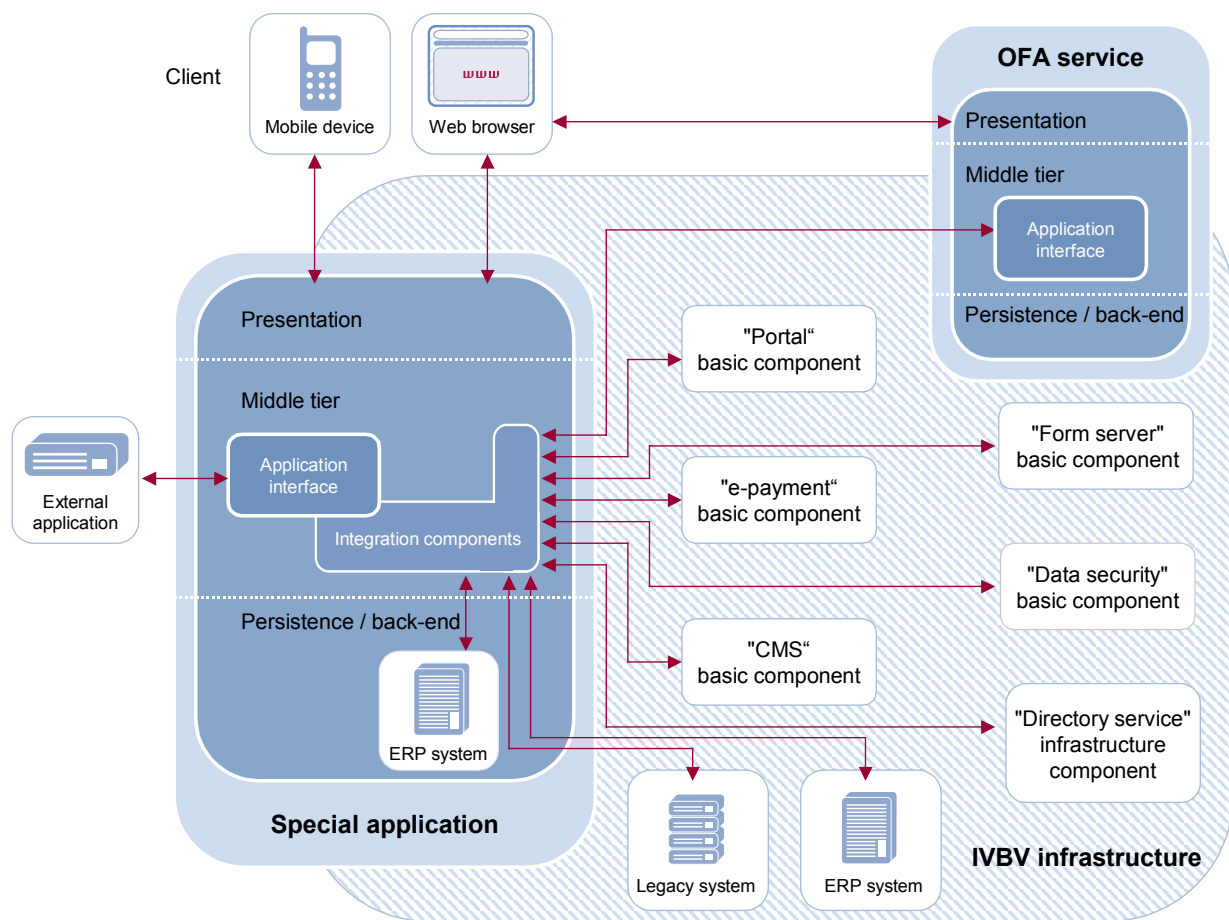 Client
Mobile device
www
Web browser
OFA service
Presentation
Middle tier
Application
interface
Persistence / back-end
Presentation
Middle tier
Application
interface
Integration components
Persistence / back-end
ERP system
Special application
External
application
"Portal“
basic component
"Form server"
basic component
"e-payment“
basic component
"Data security"
basic component
"CMS“
basic component
"Directory service"
infrastructure
component
Legacy system
ERP system
IVBV infrastructure